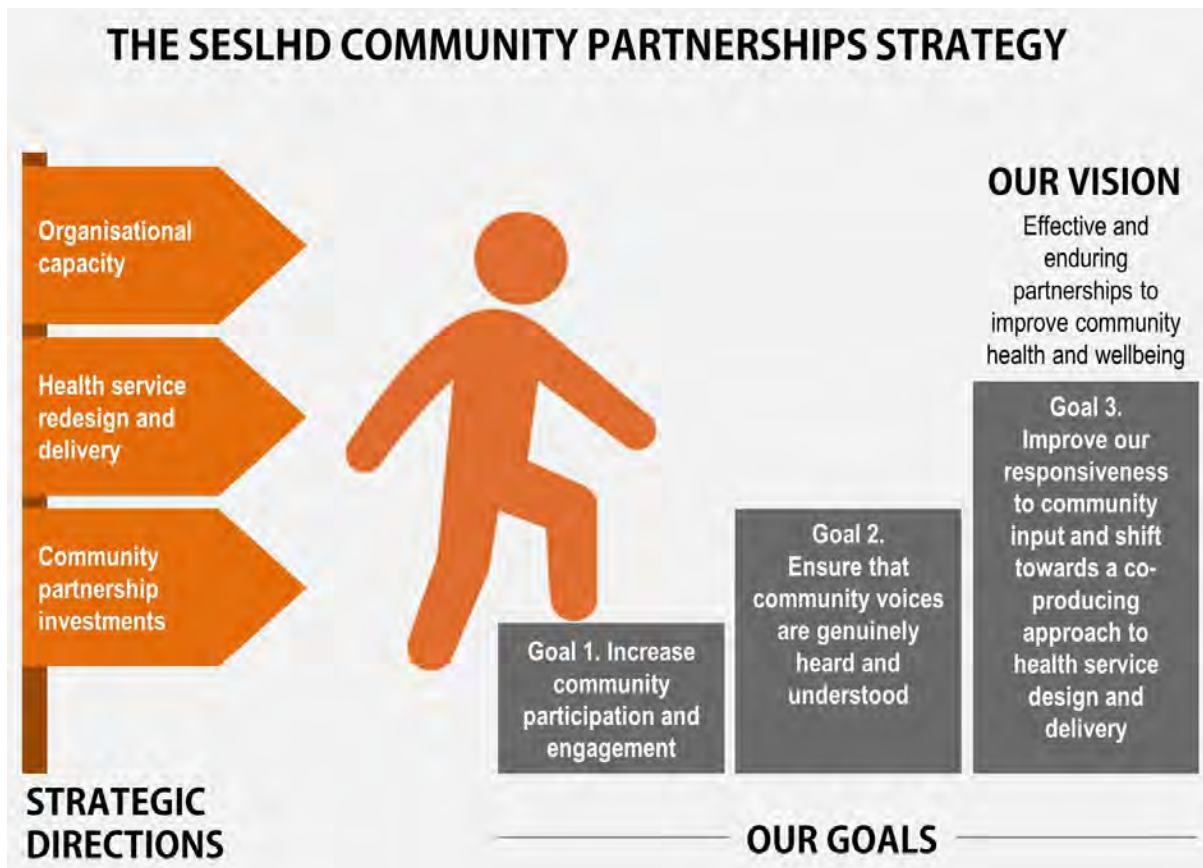 THE SESLHD COMMUNITY PARTNERSHIPS STRATEGY
Organisational
capacity
Health service
redesign and
delivery
Community
partnership
investments
STRATEGIC
DIRECTIONS
OUR VISION
Effective and
enduring
partnerships to
improve community
health and wellbeing
Goal 1. Increase
community
participation and
engagement
Goal 2.
Ensure that
community voices
are genuinely
heard and
understood
Goal 3.
Improve our
responsiveness
to community
input and shift
towards a co-
producing
approach to
health service
design and
delivery
OUR GOALS